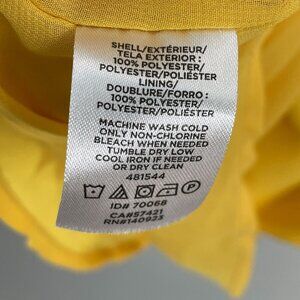 SHELL/EXTÉRIEUR/
TELA EXTERIOR :
100% POLYESTER/
POLYESTER/POLIÉSTER
LINING/
DOUBLURE/FORRO :
100% POLYESTER/
POLYESTER/POLIÉSTER
MACHINE WASH COLD
ONLY NON-CHLORINE
BLEACH WHEN NEEDED
TUMBLE DRY LOW
COOL IRON IF NEEDED
OR DRY CLEAN
481544
ID# 70068
CA#57421
RN#140923